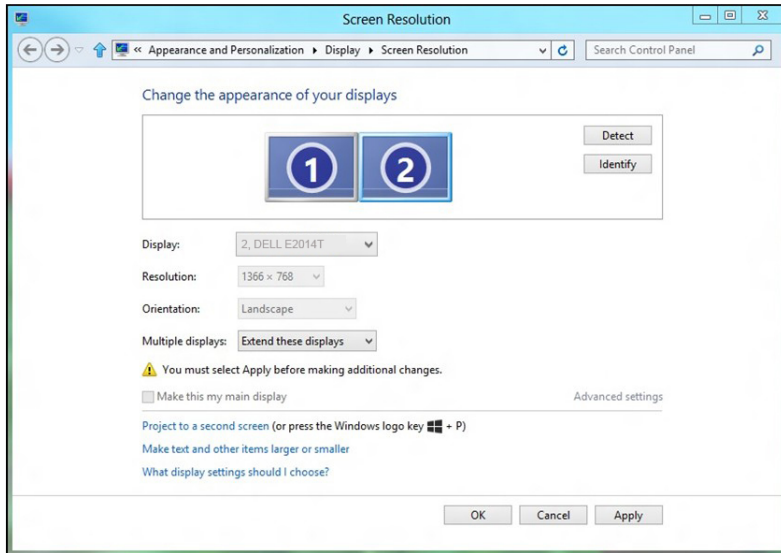 Screen Resolution
« Appearance and Personalization ▸ Display ▸ Screen Resolution
Search Control Panel
Change the appearance of your displays
1 2
Detect
Identify
Display: 2, DELL E2014T
Resolution: 1366 × 768
Orientation: Landscape
Multiple displays: Extend these displays
You must select Apply before making additional changes.
Make this my main display Advanced settings
Project to a second screen (or press the Windows logo key + P)
Make text and other items larger or smaller
What display settings should I choose?
OK Cancel Apply